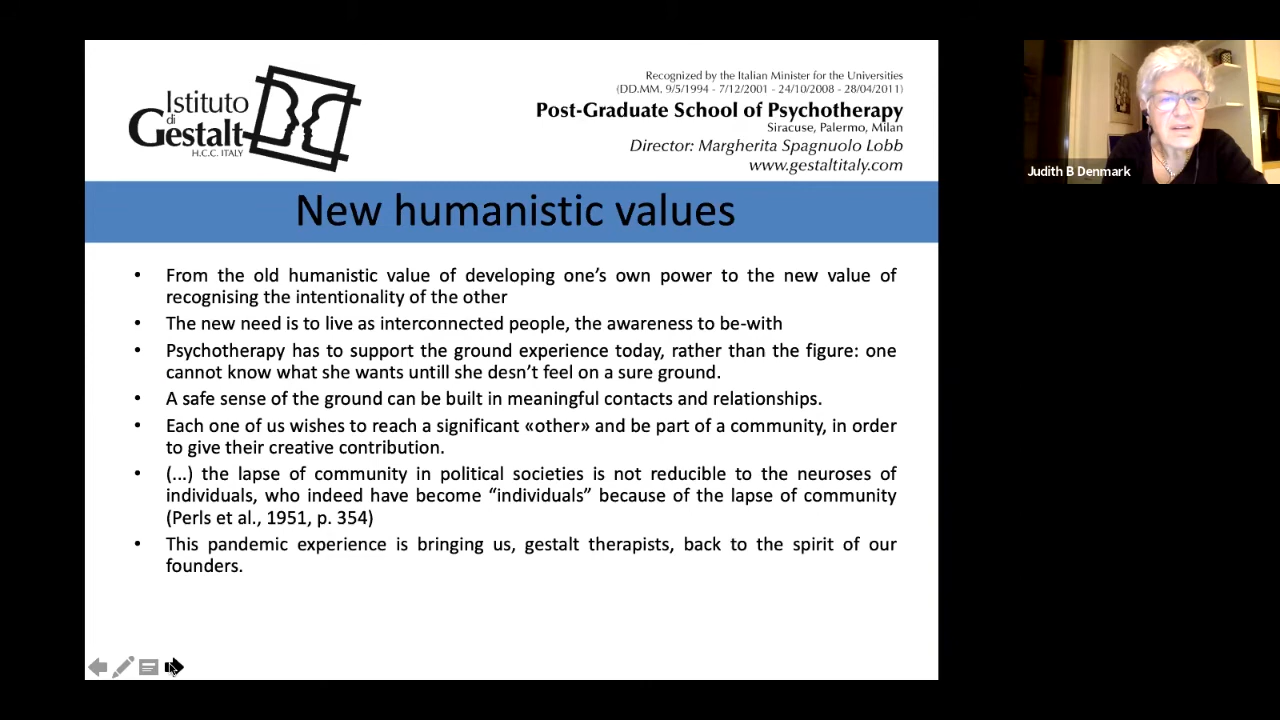 Istituto
di
Gestalt
H.C.C. ITALY
Recognized by the Italian Minister for the Universities
(DD.MM. 9/5/1994 - 7/12/2001 - 24/10/2008 - 28/04/2011)
Post-Graduate School of Psychotherapy
Siracuse, Palermo, Milan
Director: Margherita Spagnuolo Lobb
www.gestaltitaly.com
Judith B Denmark
New humanistic values
• From the old humanistic value of developing one’s own power to the new value of
recognising the intentionality of the other
• The new need is to live as interconnected people, the awareness to be-with
• Psychotherapy has to support the ground experience today, rather than the figure: one
cannot know what she wants untill she desn’t feel on a sure ground.
• A safe sense of the ground can be built in meaningful contacts and relationships.
• Each one of us wishes to reach a significant «other» and be part of a community, in order
to give their creative contribution.
• (...) the lapse of community in political societies is not reducible to the neuroses of
individuals, who indeed have become “individuals” because of the lapse of community
(Perls et al., 1951, p. 354)
• This pandemic experience is bringing us, gestalt therapists, back to the spirit of our
founders.